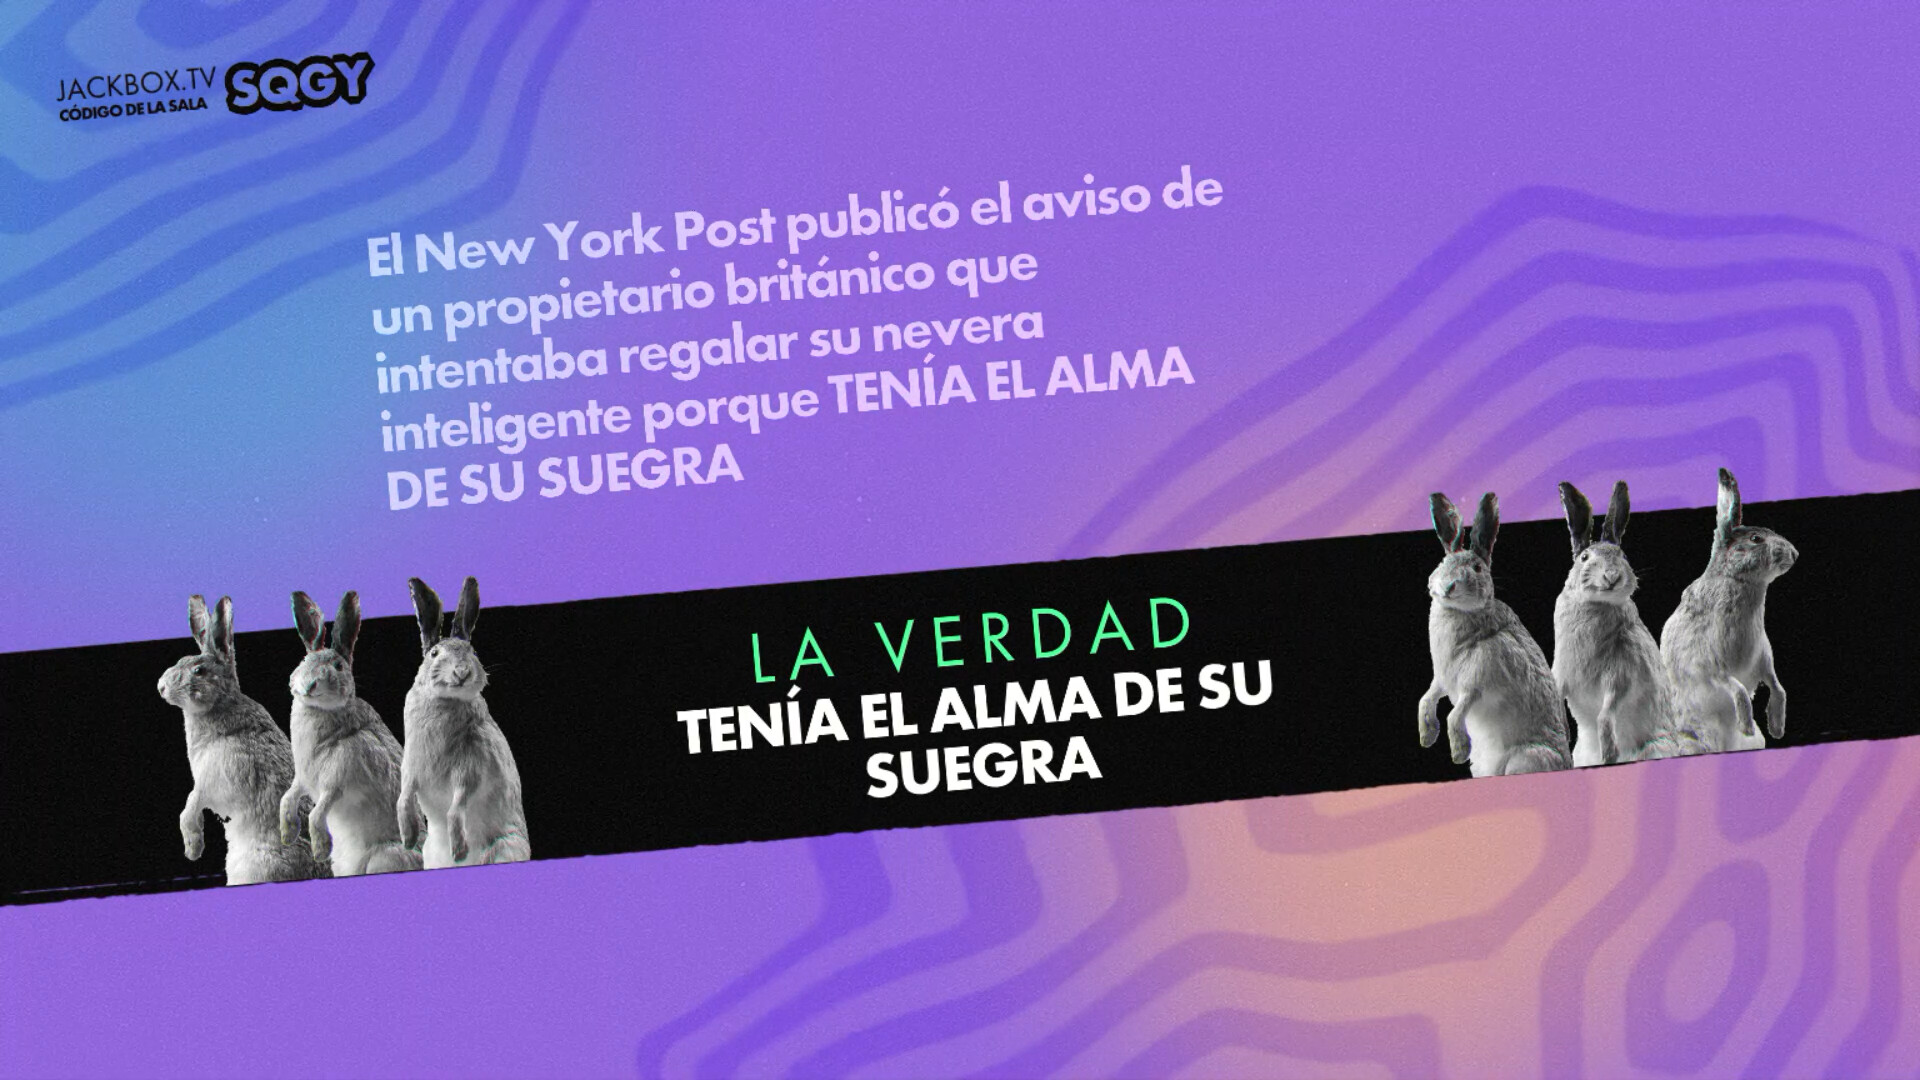 JACKBOX.TV
CÓDIGO DE LA SALA
SQGY
El New York Post publicó el aviso de
un propietario británico que
intentaba regalar su nevera
inteligente porque TENÍA EL ALMA
DE SU SUEGRA
LA VERDAD
TENÍA EL ALMA DE SU
SUEGRA